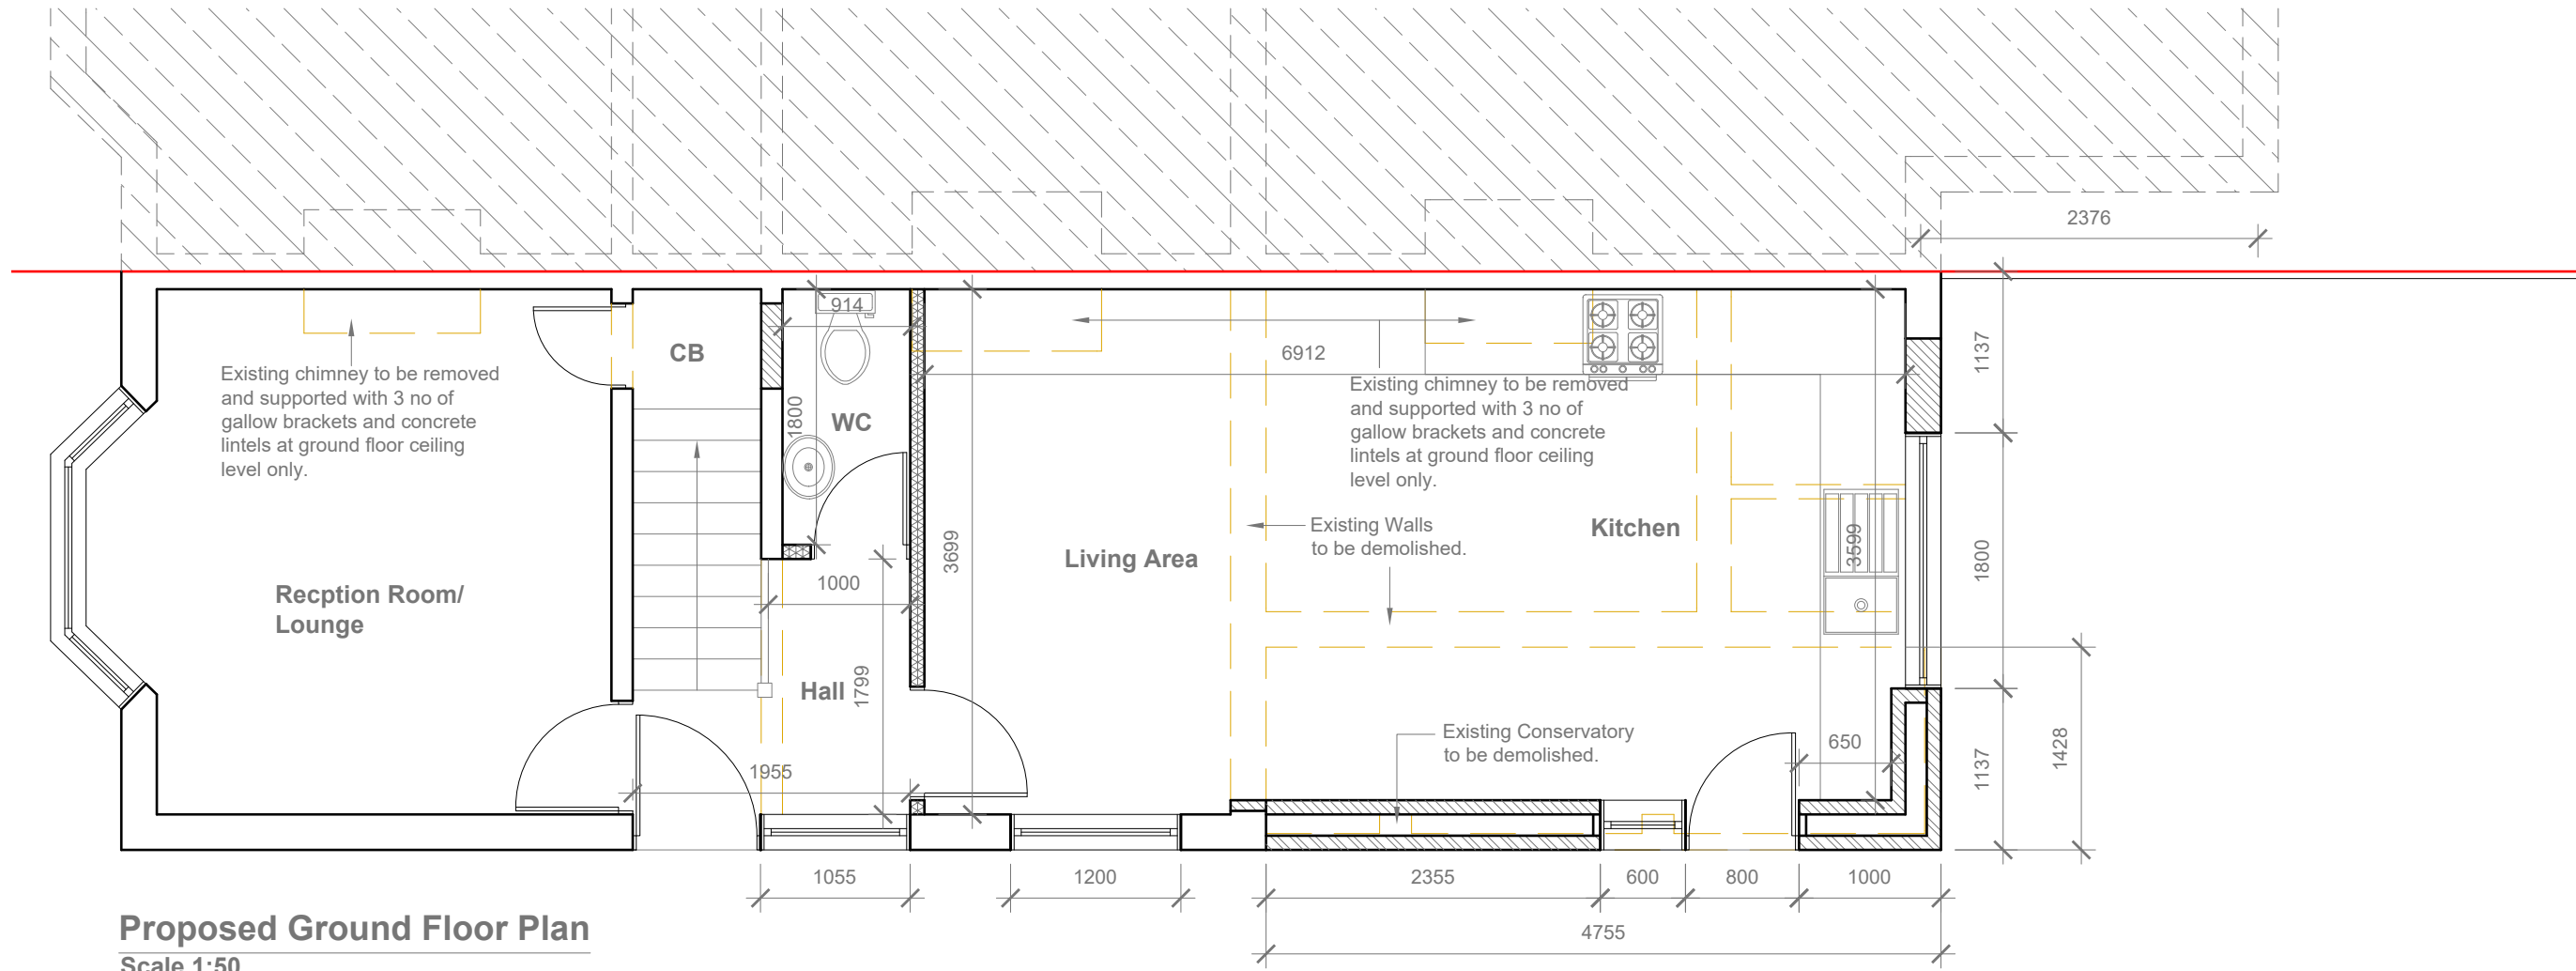 2376
914
CB
6912
1137
Existing chimney to be removed
and supported with 3 no of
gallow brackets and concrete
lintels at ground floor ceiling
level only.
Existing chimney to be removed
and supported with 3 no of
gallow brackets and concrete
lintels at ground floor ceiling
level only.
1800
WC
Existing Walls
to be demolished.
Kitchen
3699
Living Area
3599
1800
1000
Recption Room/
Lounge
Hall
1799
Existing Conservatory
to be demolished.
650
1428
1137
1955
1055
1200
2355
600
800
1000
4755
Proposed Ground Floor Plan
Scale 1:50